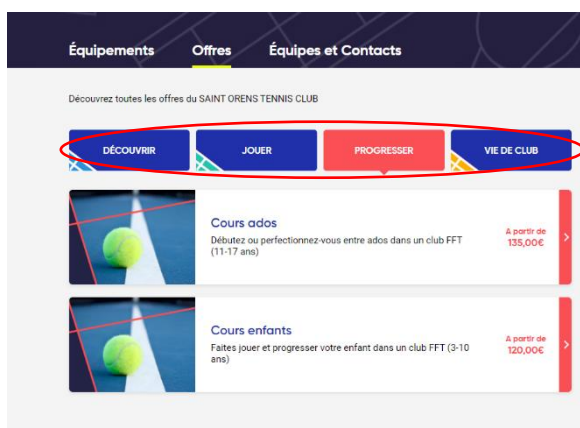 Équipements Offres Équipes et Contacts
Découvrez toutes les offres du SAINT ORENS TENNIS CLUB
DÉCOUVRIR JOUER PROGRESSER VIE DE CLUB
Cours ados
Débutez ou perfectionnez-vous entre ados dans un club FFT
(11-17 ans)
A partir de
135,00€
Cours enfants
Faites jouer et progresser votre enfant dans un club FFT (3-10
ans)
A partir de
120,00€